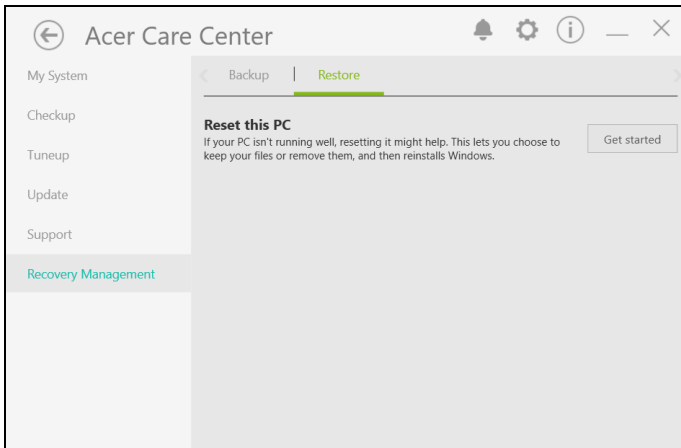 Acer Care Center
My System
Checkup
Tuneup
Update
Support
Recovery Management
Backup | Restore
Reset this PC
If your PC isn't running well, resetting it might help. This lets you choose to
keep your files or remove them, and then reinstalls Windows.
Get started